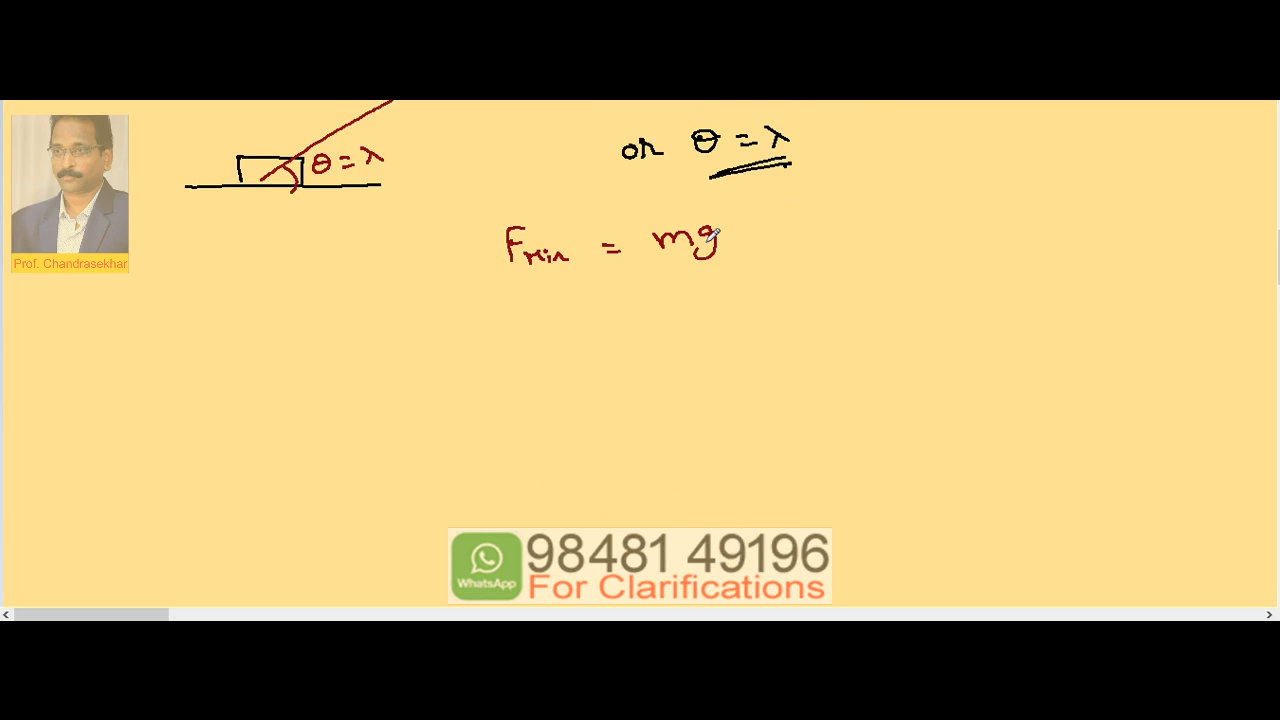 or θ = λ
θ = λ
Fmin = mg
Prof. Chandrasekhar
98481 49196
WhatsApp
For Clarifications